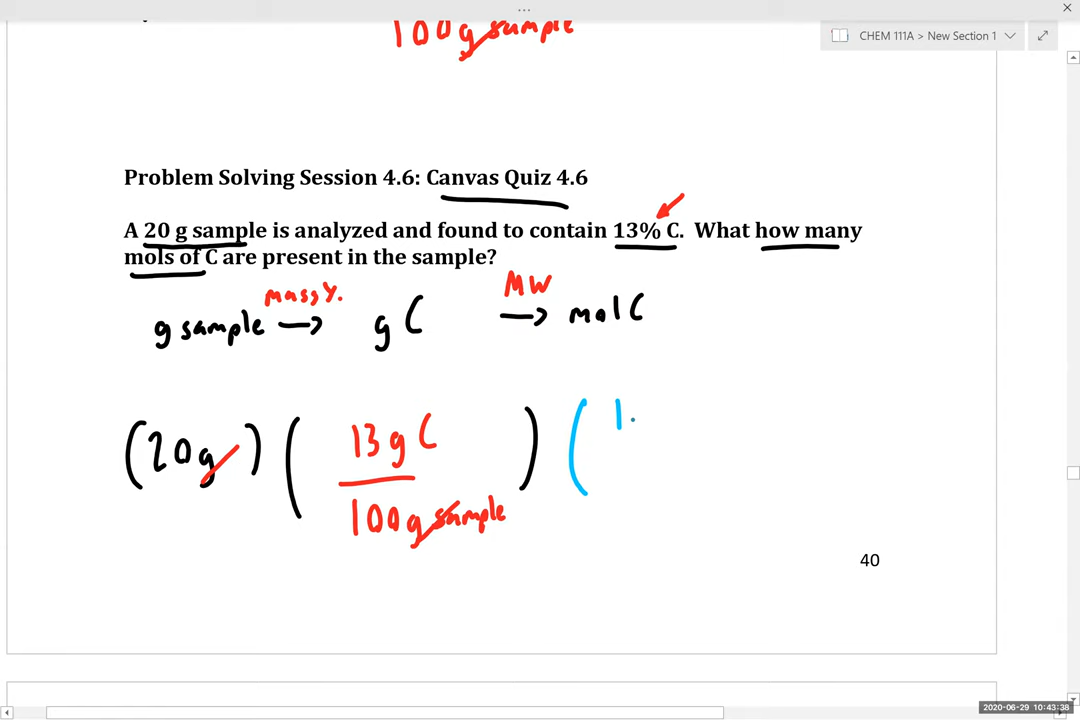 100g sample
CHEM 111A > New Section 1
Problem Solving Session 4.6: Canvas Quiz 4.6
A 20 g sample is analyzed and found to contain 13% C. What how many
mols of C are present in the sample?
mass %. MW
g sample → g C → mol C
(20g) ( 13g C ) ( 1.
100g sample
40
2020-06-29 10:43:38